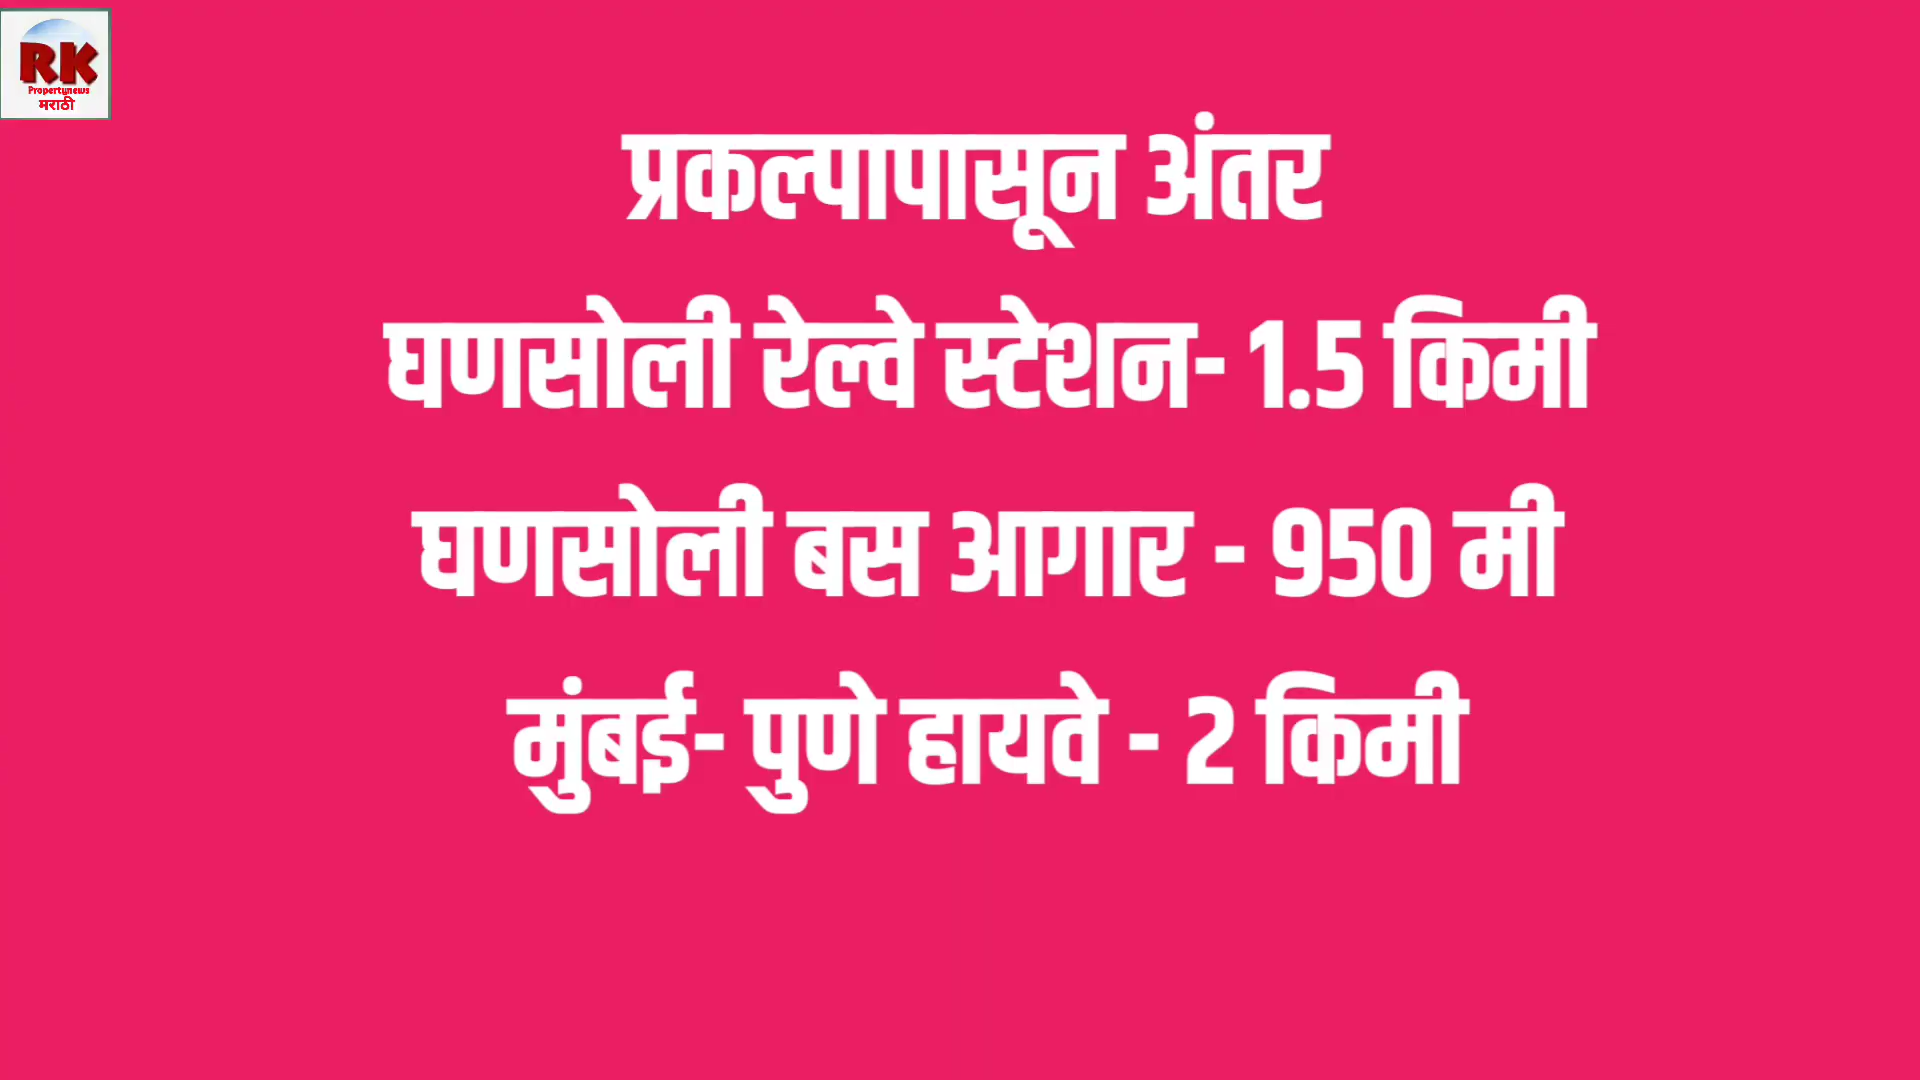 RK
Propertynews
मराठी
प्रकल्पापासून अंतर
घणसोली रेल्वे स्टेशन- 1.5 किमी
घणसोली बस आगार - 950 मी
मुंबई- पुणे हायवे - 2 किमी